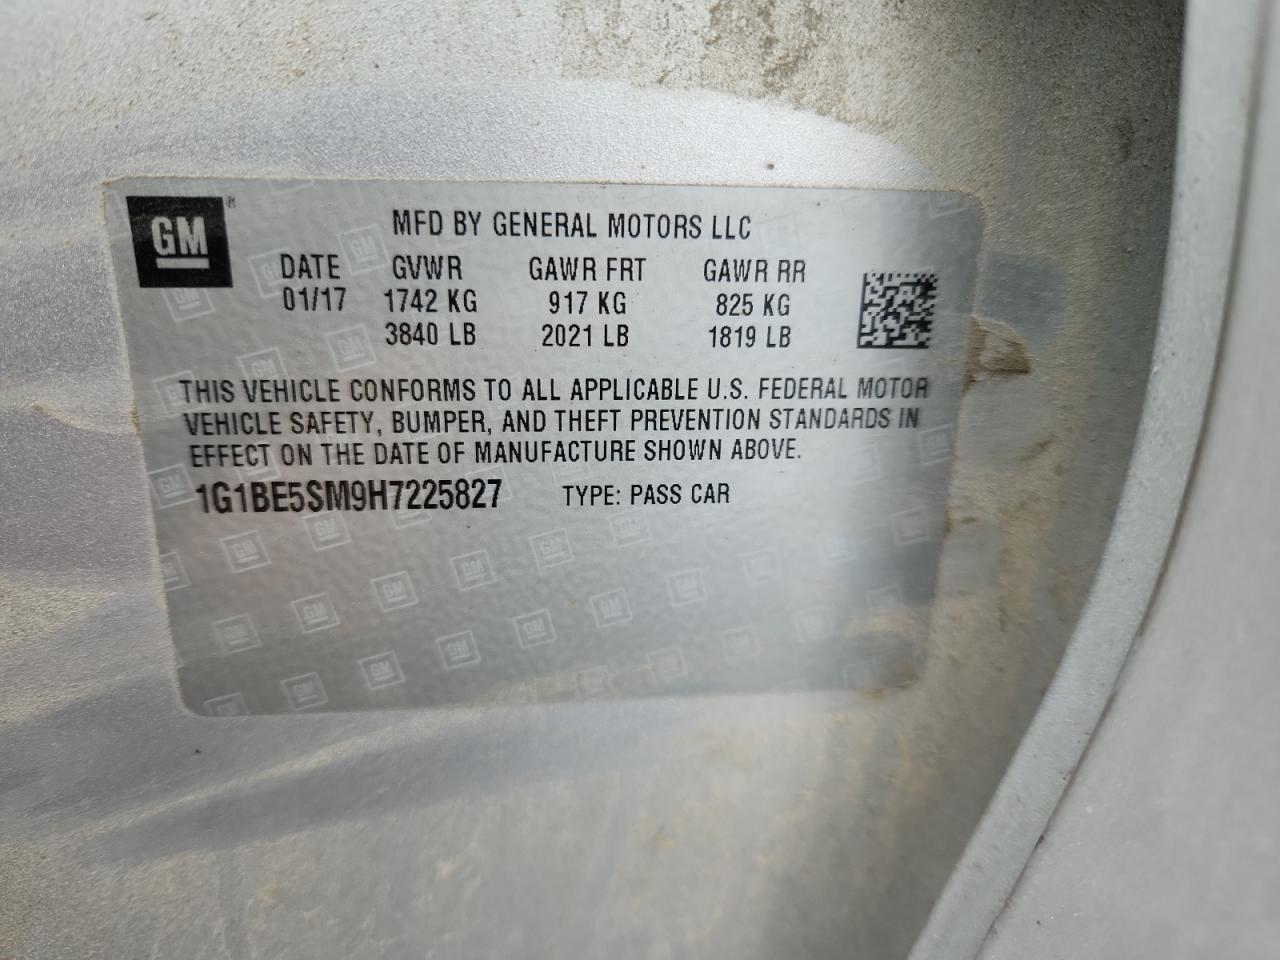 GM®
MFD BY GENERAL MOTORS LLC
DATE GVWR GAWR FRT GAWR RR
01/17 1742 KG 917 KG 825 KG
3840 LB 2021 LB 1819 LB
THIS VEHICLE CONFORMS TO ALL APPLICABLE U.S. FEDERAL MOTOR
VEHICLE SAFETY, BUMPER, AND THEFT PREVENTION STANDARDS IN
EFFECT ON THE DATE OF MANUFACTURE SHOWN ABOVE.
1G1BE5SM9H7225827 TYPE: PASS CAR